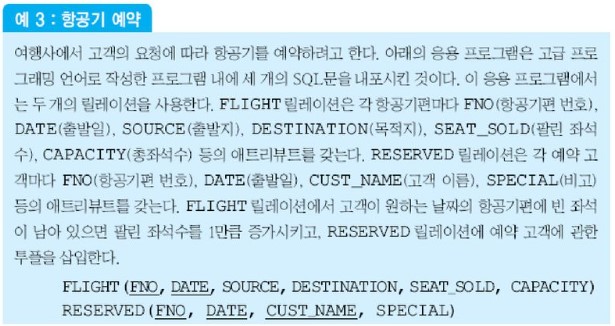 예 3 : 항공기 예약
여행사에서 고객의 요청에 따라 항공기를 예약하려고 한다. 아래의 응용 프로그램은 고급 프로
그래밍 언어로 작성한 프로그램 내에 세 개의 SQL문을 내포시킨 것이다. 이 응용 프로그램에서
는 두 개의 릴레이션을 사용한다. FLIGHT 릴레이션은 각 항공기편마다 FNO(항공기편 번호),
DATE(출발일), SOURCE(출발지), DESTINATION(목적지), SEAT_SOLD(팔린 좌석
수), CAPACITY(총좌석수) 등의 애트리뷰트를 갖는다. RESERVED 릴레이션은 각 예약 고
객마다 FNO(항공기편 번호), DATE(출발일), CUST_NAME(고객 이름), SPECIAL(비고)
등의 애트리뷰트를 갖는다. FLIGHT 릴레이션에서 고객이 원하는 날짜의 항공기편에 빈 좌석
이 남아 있으면 팔린 좌석수를 1만큼 증가시키고, RESERVED 릴레이션에 예약 고객에 관한
투플을 삽입한다.
FLIGHT(FNO, DATE, SOURCE, DESTINATION, SEAT_SOLD, CAPACITY)
RESERVED(FNO, DATE, CUST_NAME, SPECIAL)